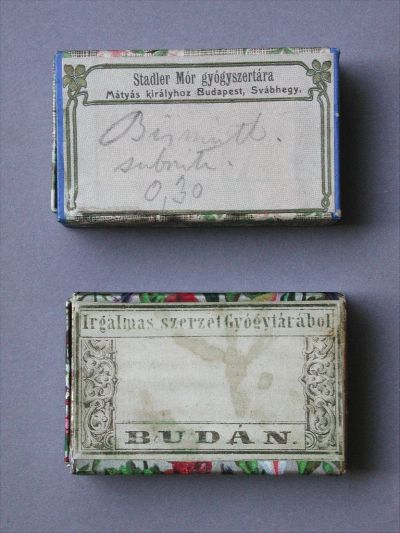 Stadler Mór gyógyszertára
Mátyás királyhoz Budapest, Svábhegy.
Bismuth.
subnitr.
0,30
Irgalmas szerzet Gyógytárából
BUDÁN.